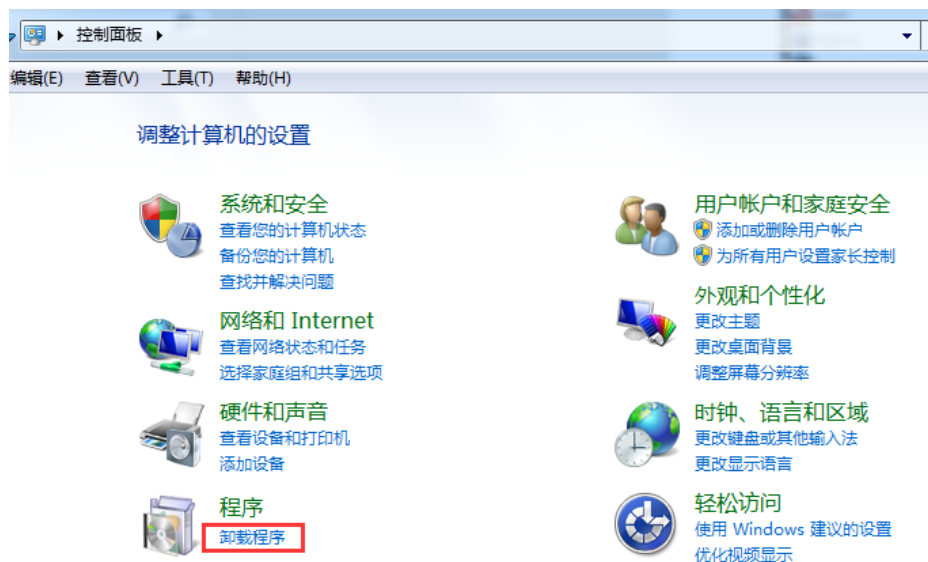 控制面板
编辑(E) 查看(V) 工具(T) 帮助(H)
调整计算机的设置
系统和安全
查看您的计算机状态
备份您的计算机
查找并解决问题
网络和 Internet
查看网络状态和任务
选择家庭组和共享选项
硬件和声音
查看设备和打印机
添加设备
程序
卸载程序
用户帐户和家庭安全
添加或删除用户帐户
为所有用户设置家长控制
外观和个性化
更改主题
更改桌面背景
调整屏幕分辨率
时钟、语言和区域
更改键盘或其他输入法
更改显示语言
轻松访问
使用 Windows 建议的设置
优化视频显示